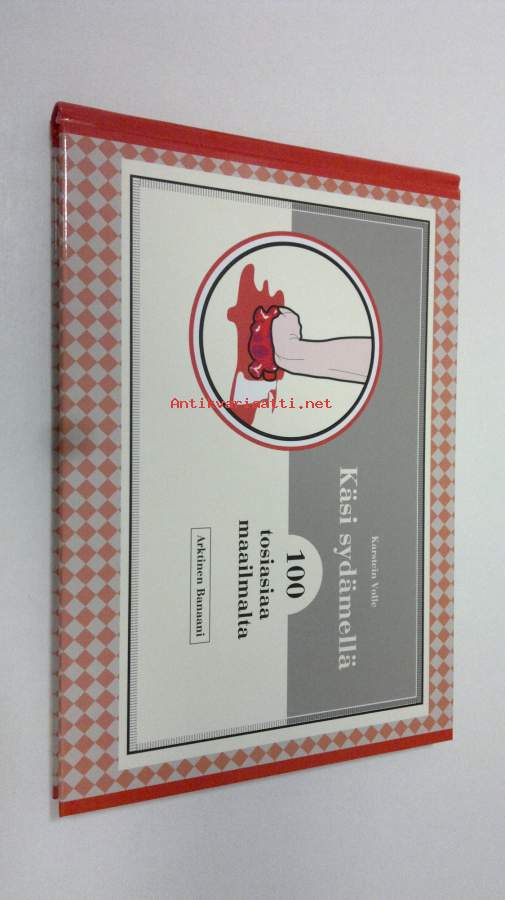 Karstein Volle
Käsi sydämellä
100
tosiasiaa
maailmalta
Arktinen Banaani
Antikvariaatti.net